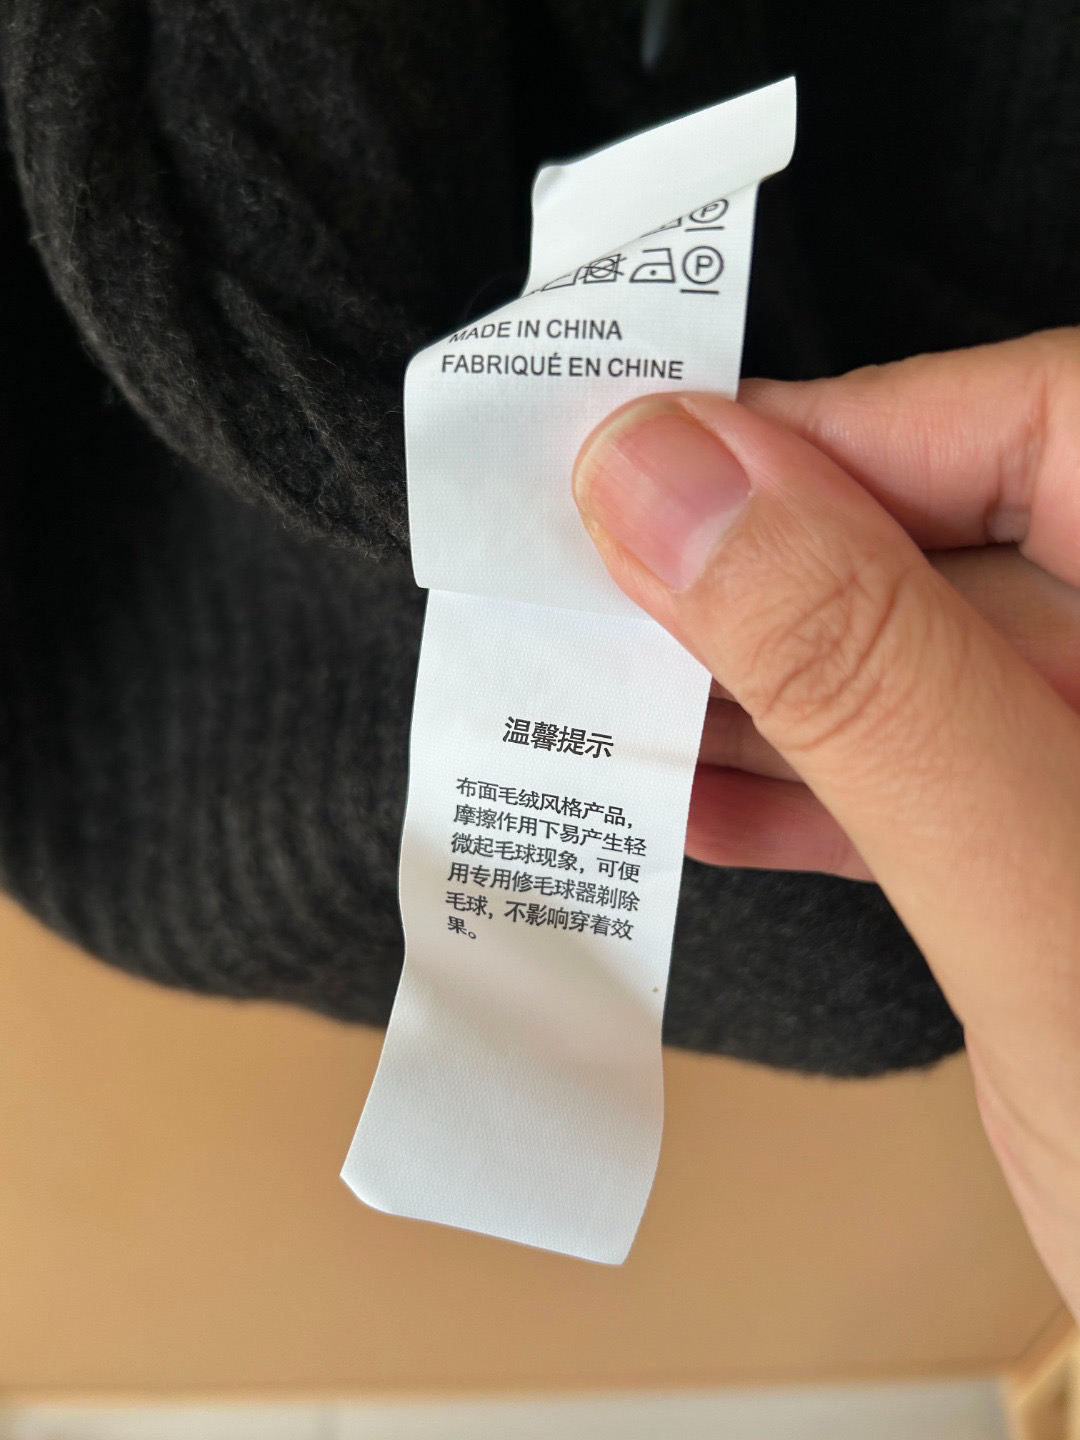 P
P
MADE IN CHINA
FABRIQUÉ EN CHINE
温馨提示
布面毛绒风格产品，
摩擦作用下易产生轻
微起毛球现象，可便
用专用修毛球器剃除
毛球，不影响穿着效
果。